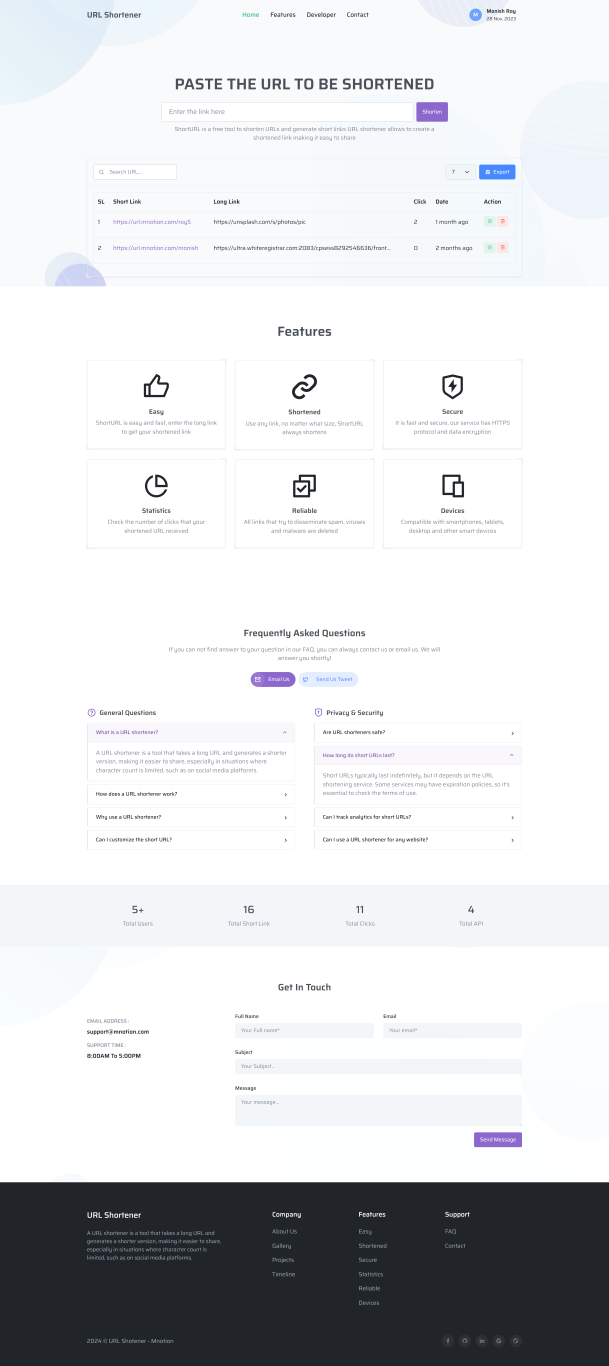 URL Shortener
Home Features Developer Contact
M
Monish Roy
28 Nov, 2023
PASTE THE URL TO BE SHORTENED
Enter the link here
Shorten
ShortURL is a free tool to shorten URLs and generate short links URL shortener allows to create a
shortened link making it easy to share
Search URL...
7
Export
SL Short Link Long Link Click Date Action
1 https://url.mnotion.com/roy5 https://unsplash.com/s/photos/pic 2 1 month ago
2 https://url.mnotion.com/monish https://ultra.whiteregistrar.com:2083/cpsess8292546636/front... 0 2 months ago
Features
Easy
ShortURL is easy and fast, enter the long link
to get your shortened link
Shortened
Use any link, no matter what size, ShortURL
always shortens
Secure
It is fast and secure, our service has HTTPS
protocol and data encryption
Statistics
Check the number of clicks that your
shortened URL received
Reliable
All links that try to disseminate spam, viruses
and malware are deleted
Devices
Compatible with smartphones, tablets,
desktop and other smart devices
Frequently Asked Questions
If you can not find answer to your question in our FAQ, you can always contact us or email us. We will
answer you shortly!
Email Us
Send Us Tweet
General Questions
What is a URL shortener?
A URL shortener is a tool that takes a long URL and generates a shorter
version, making it easier to share, especially in situations where
character count is limited, such as on social media platforms.
How does a URL shortener work?
Why use a URL shortener?
Can I customize the short URL?
Privacy & Security
Are URL shorteners safe?
How long do short URLs last?
Short URLs typically last indefinitely, but it depends on the URL
shortening service. Some services may have expiration policies, so it's
essential to check the terms of use.
Can I track analytics for short URLs?
Can I use a URL shortener for any website?
5+
Total Users
16
Total Short Link
11
Total Clicks
4
Total API
Get In Touch
EMAIL ADDRESS :
support@mnotion.com
SUPPORT TIME :
8:00AM To 5:00PM
Full Name
Your Full name*
Email
Your email*
Subject
Your Subject..
Message
Your message...
Send Message
URL Shortener
A URL shortener is a tool that takes a long URL and
generates a shorter version, making it easier to share,
especially in situations where character count is
limited, such as on social media platforms.
Company
About Us
Gallery
Projects
Timeline
Features
Easy
Shortened
Secure
Statistics
Reliable
Devices
Support
FAQ
Contact
2024 © URL Shotener - Mnotion